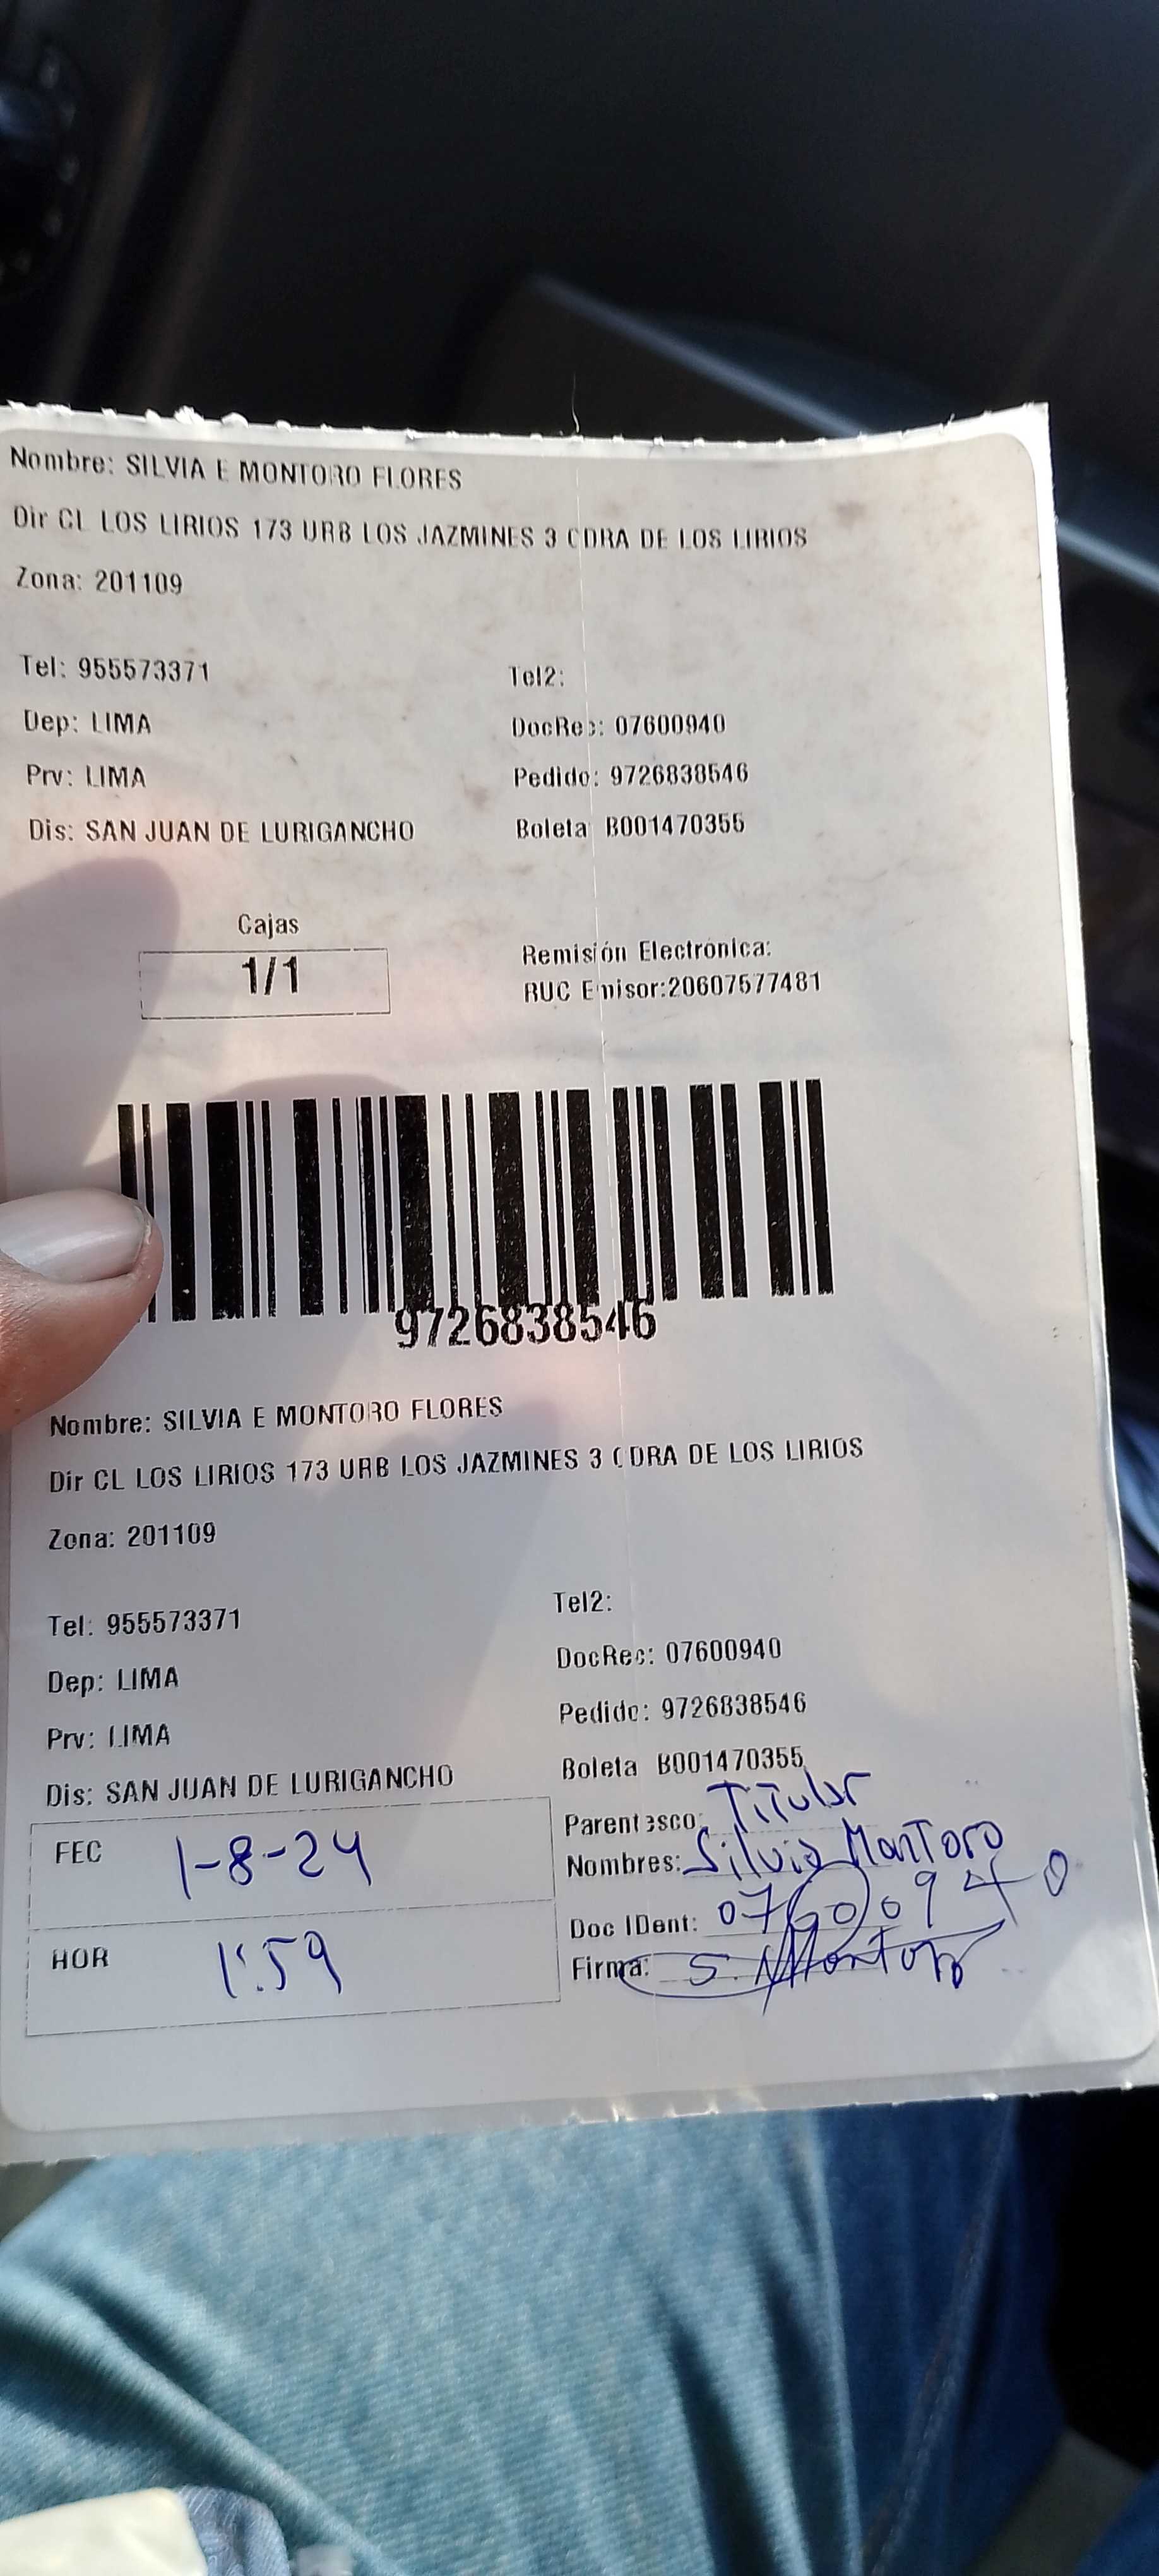 Nombre: SILVIA E MONTORO FLORES
Dir CL LOS LIRIOS 173 URB LOS JAZMINES 3 CDRA DE LOS LIRIOS
Zona: 201109
Tel: 955573371 Tel2:
Dep: LIMA DocRec: 07600940
Prv: LIMA Pedido: 9726838546
Dis: SAN JUAN DE LURIGANCHO Boleta B001470355
Cajas
1/1
Remisión Electrónica:
RUC Emisor:20607577481
9726838546
Nombre: SILVIA E MONTORO FLORES
Dir CL LOS LIRIOS 173 URB LOS JAZMINES 3 CDRA DE LOS LIRIOS
Zona: 201109
Tel: 955573371 Tel2:
Dep: LIMA DocRec: 07600940
Prv: LIMA Pedido: 9726838546
Dis: SAN JUAN DE LURIGANCHO Boleta B001470355
Parentesco: Titular
FEC 1-8-24 Nombres: Silvia Montoro
Doc IDent: 07600940
HOR 1:59 Firma: S. Montoro